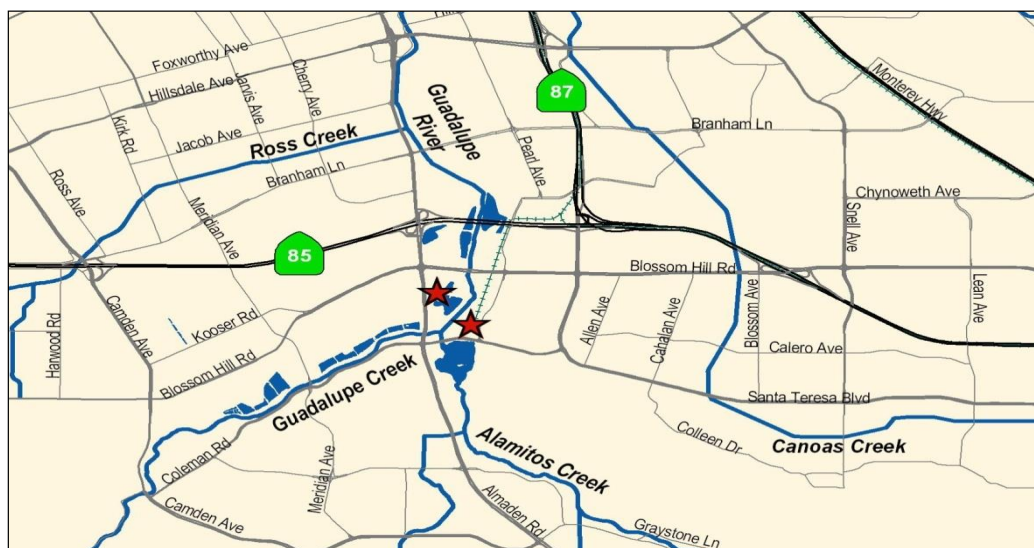 Foxworthy Ave
Hillsdale Ave
Kirk Rd
Jarvis Ave
Cherry Ave
Jacob Ave
Ross Creek
Branham Ln
Ross Ave
Meridian Ave
Guadalupe
River
87
Pearl Ave
Branham Ln
Monterey Hwy
Chynoweth Ave
Snell Ave
85
Blossom Hill Rd
Lean Ave
Harwood Rd
Camden Ave
Kooser Rd
Blossom Hill Rd
Allen Ave
Cahalan Ave
Blossom Ave
Calero Ave
Guadalupe Creek
Santa Teresa Blvd
Coleman Rd
Meridian Ave
Alamitos Creek
Colleen Dr
Canoas Creek
Camden Ave
Almaden Rd
Graystone Ln